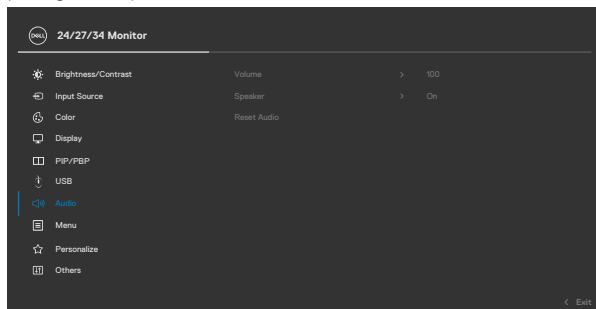 DELL 24/27/34 Monitor
Brightness/Contrast Volume > 100
Input Source Speaker > On
Color Reset Audio
Display
PIP/PBP
USB
Audio
Menu
Personalize
Others
< Exit